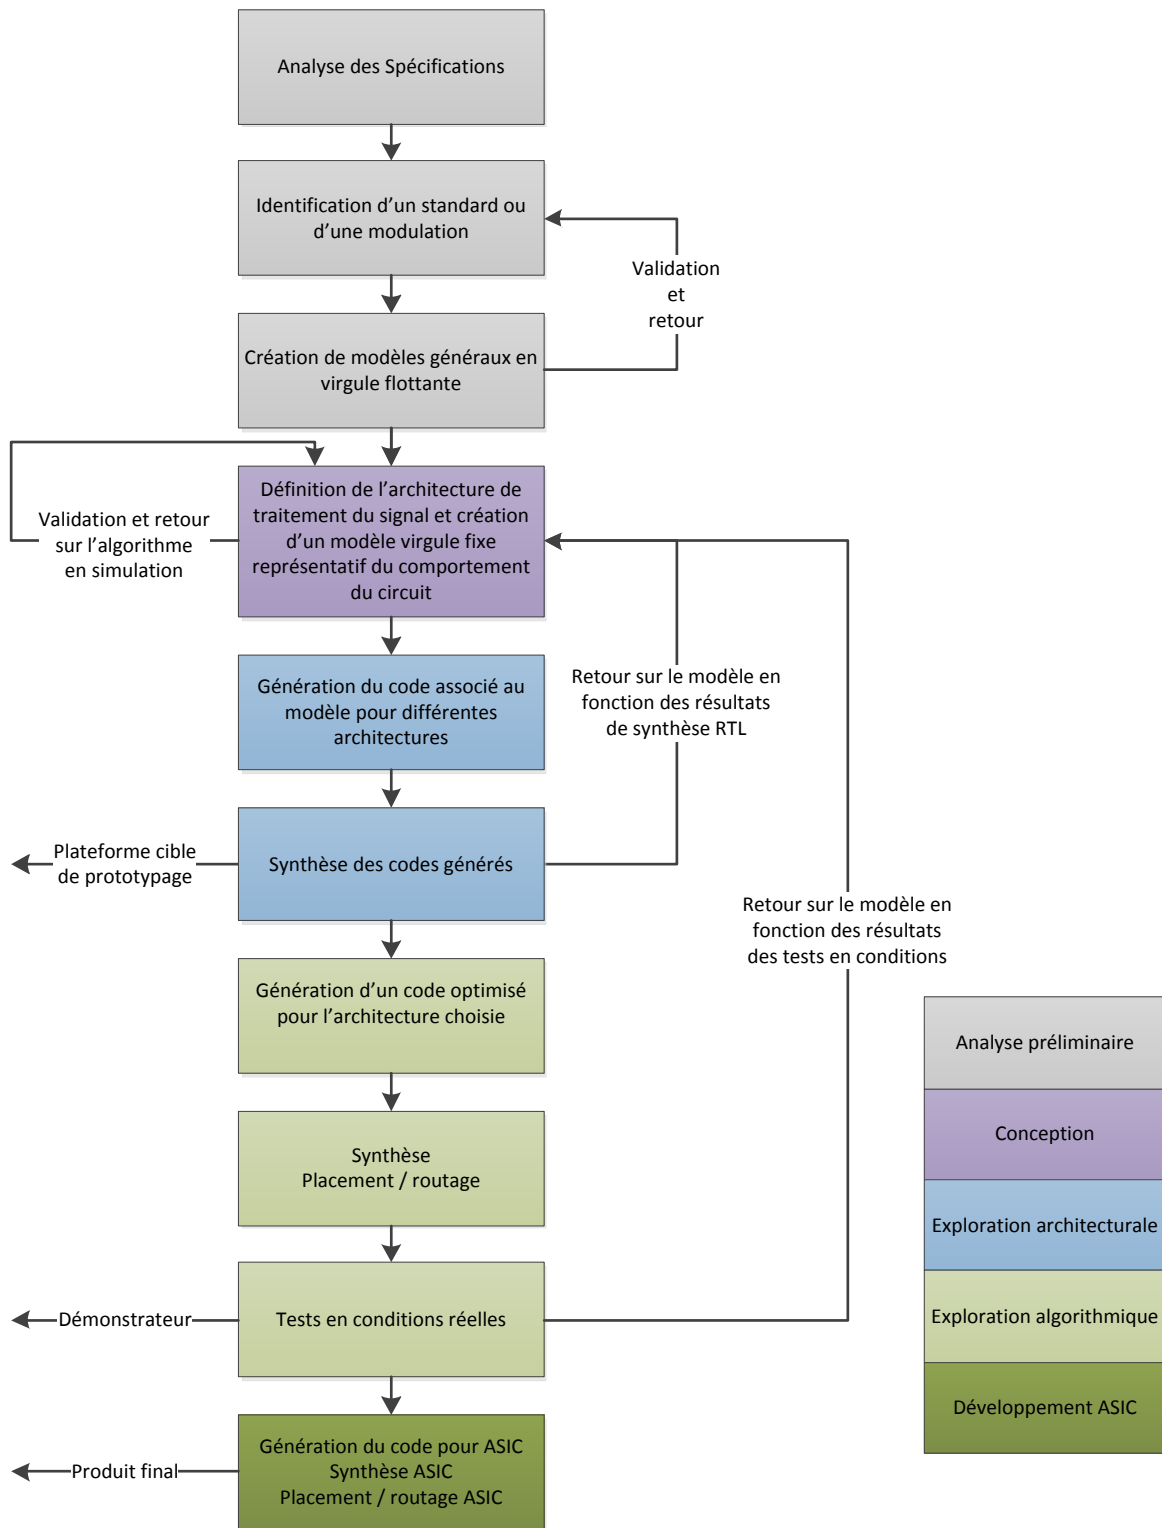 Analyse des Spécifications
Identification d’un standard ou
d’une modulation
Validation
et
retour
Création de modèles généraux en
virgule flottante
Définition de l’architecture de
traitement du signal et création
d’un modèle virgule fixe
représentatif du comportement
du circuit
Validation et retour
sur l’algorithme
en simulation
Génération du code associé au
modèle pour différentes
architectures
Retour sur le modèle en
fonction des résultats
de synthèse RTL
Synthèse des codes générés
Plateforme cible
de prototypage
Retour sur le modèle en
fonction des résultats
des tests en conditions
Génération d’un code optimisé
pour l’architecture choisie
Synthèse
Placement / routage
Tests en conditions réelles
Démonstrateur
Génération du code pour ASIC
Synthèse ASIC
Placement / routage ASIC
Produit final
Analyse préliminaire
Conception
Exploration architecturale
Exploration algorithmique
Développement ASIC